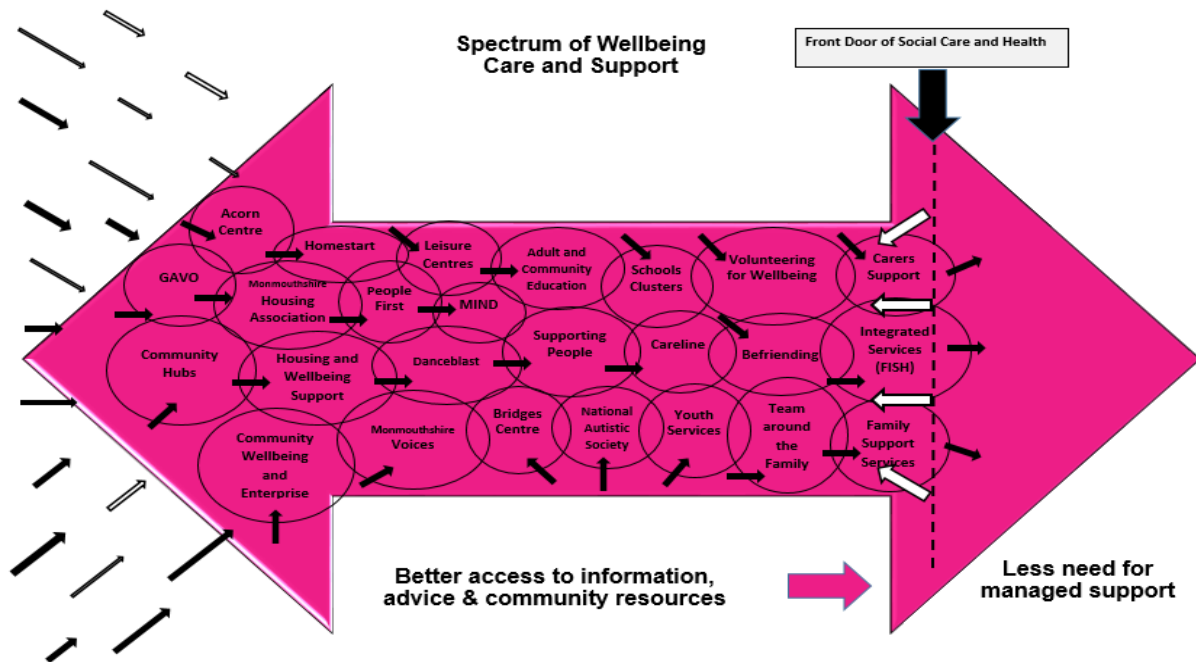 Spectrum of Wellbeing
Care and Support
Front Door of Social Care and Health
Acorn
Centre
Homestart
Leisure
Centres
Adult and
Community
Education
Schools
Clusters
Volunteering
for Wellbeing
Carers
Support
GAVO
Monmouthshire
Housing
Association
People
First
MIND
Community
Hubs
Housing and
Wellbeing
Support
Danceblast
Supporting
People
Careline
Befriending
Integrated
Services
(FISH)
Community
Wellbeing
and
Enterprise
Monmouthshire
Voices
Bridges
Centre
National
Autistic
Society
Youth
Services
Team
around
the
Family
Family
Support
Services
Better access to information,
advice & community resources
Less need for
managed support